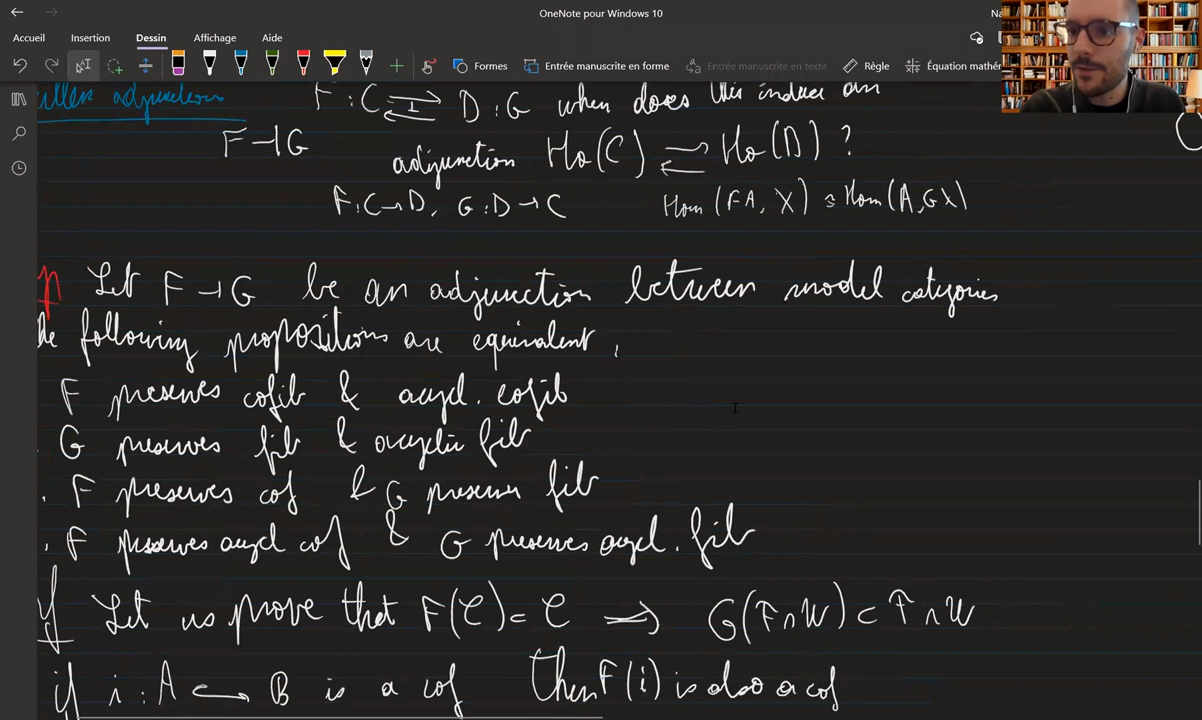 OneNote pour Windows 10
Accueil Insertion Dessin Affichage Aide
Formes Entrée manuscrite en forme Entrée manuscrite en texte Règle Équation mathém
adjunctions F : C ⇄ D : G when does this induce an
F ⊣ G adjunction Ho(C) ⇄ Ho(D) ?
F : C → D, G : D → C Hom(FA, X) ≅ Hom(A, GX)
Let F ⊣ G be an adjunction between model categories
following propositions are equivalent.
F preserves cofib & acycl. cofib
G preserves fib & acyclic fib
. F preserves cof & G preserves fib
. F preserves acycl cof & G preserves acycl. fib
Let us prove that F(C) ⊂ C ⟹ G(F∩W) ⊂ F∩W
if i : A ↪ B is a cof then F(i) is also a cof